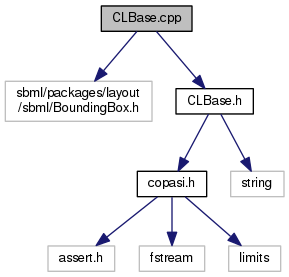 CLBase.cpp
sbml/packages/layout
/sbml/BoundingBox.h
CLBase.h
copasi.h
string
assert.h
fstream
limits